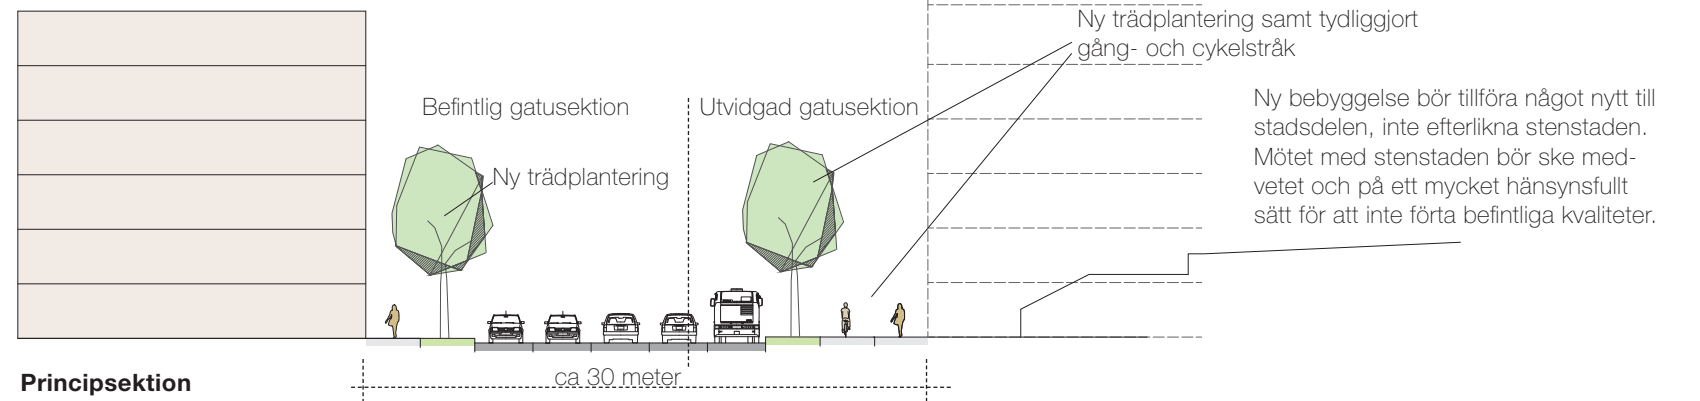 Ny trädplantering samt tydliggjort
gång- och cykelstråk
Befintlig gatusektion
Utvidgad gatusektion
Ny bebyggelse bör tillföra något nytt till
stadsdelen, inte efterlikna stenstaden.
Mötet med stenstaden bör ske med-
vetet och på ett mycket hänsynsfullt
sätt för att inte förta befintliga kvaliteter.
Ny trädplantering
ca 30 meter
Principsektion